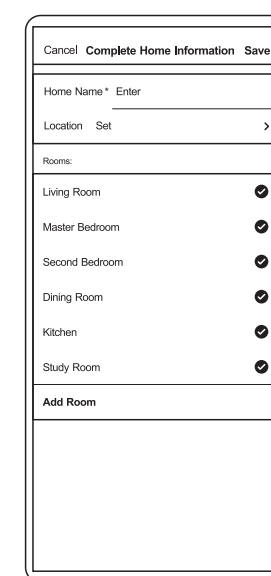 Cancel Complete Home Information Save
Home Name* Enter
Location Set
Rooms:
Living Room
Master Bedroom
Second Bedroom
Dining Room
Kitchen
Study Room
Add Room